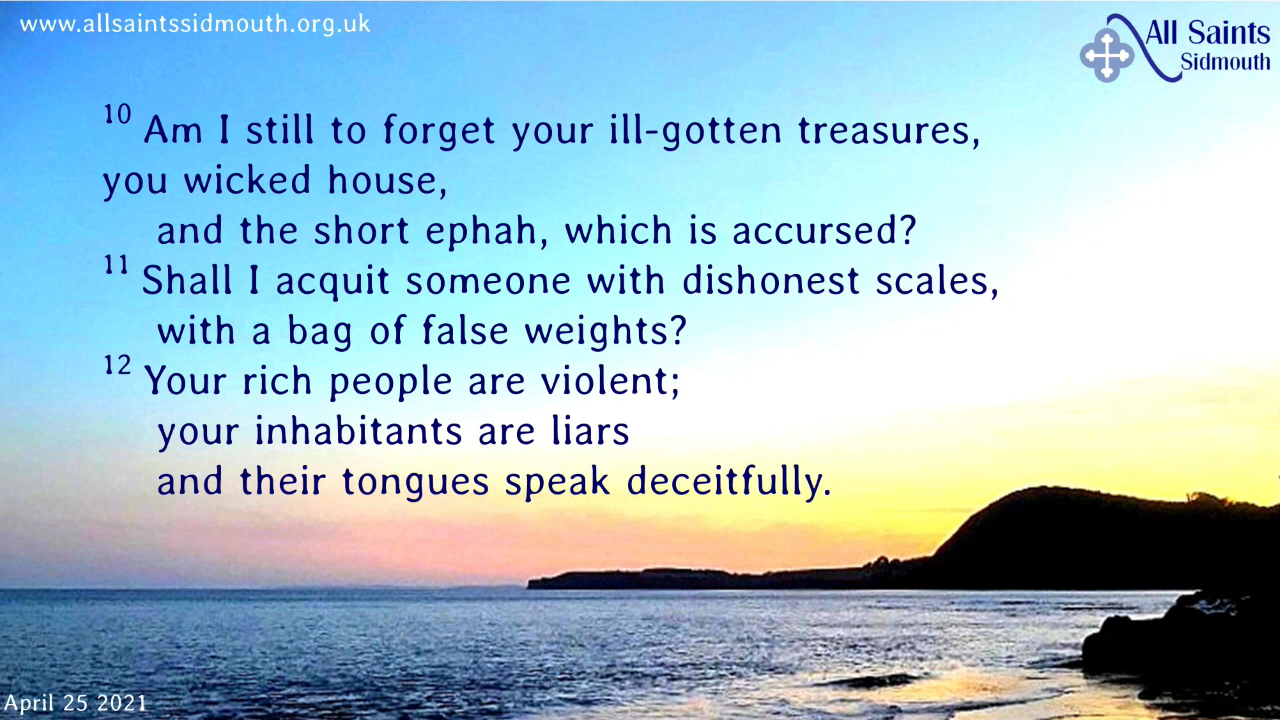 www.allsaintssidmouth.org.uk
All Saints
Sidmouth
10 Am I still to forget your ill-gotten treasures,
you wicked house,
and the short ephah, which is accursed?
11 Shall I acquit someone with dishonest scales,
with a bag of false weights?
12 Your rich people are violent;
your inhabitants are liars
and their tongues speak deceitfully.
April 25 2021